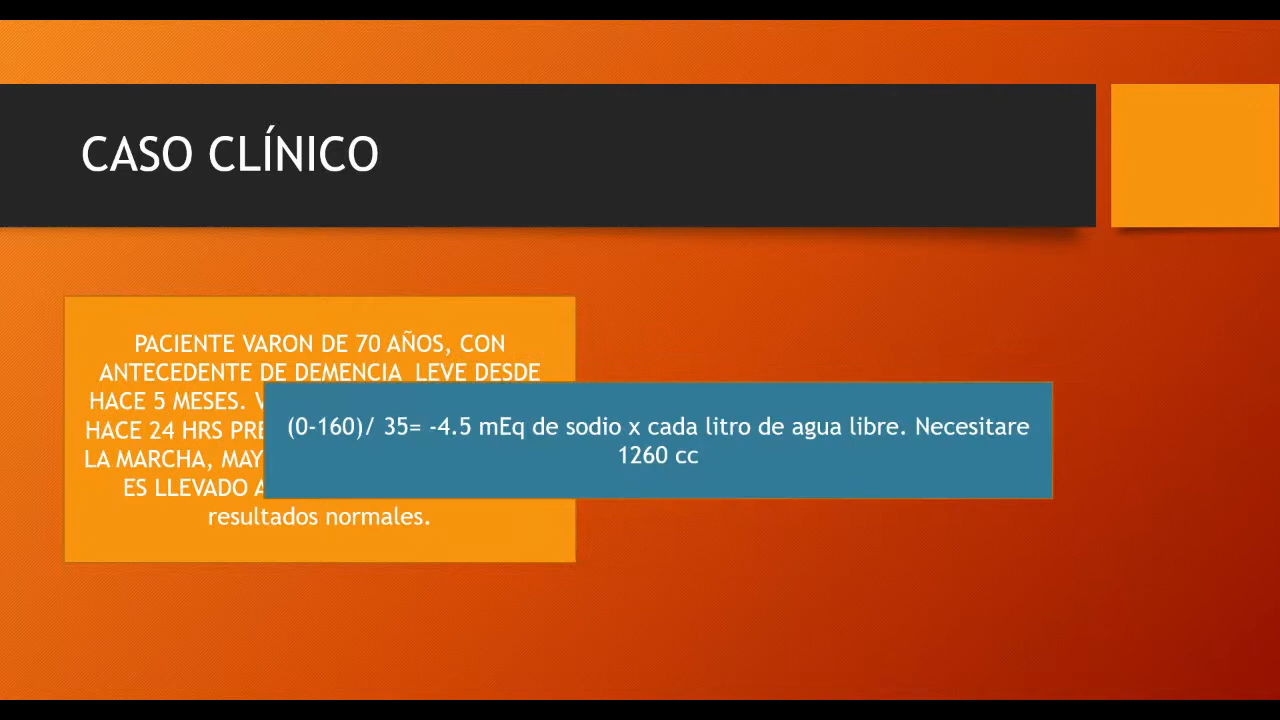 CASO CLÍNICO
PACIENTE VARON DE 70 AÑOS, CON
ANTECEDENTE DE DEMENCIA  LEVE DESDE
HACE 5 MESES.
HACE 24 HRS
LA MARCHA,
ES LLEVADO
resultados normales.
(0-160)/ 35= -4.5 mEq de sodio x cada litro de agua libre. Necesitare
1260 cc